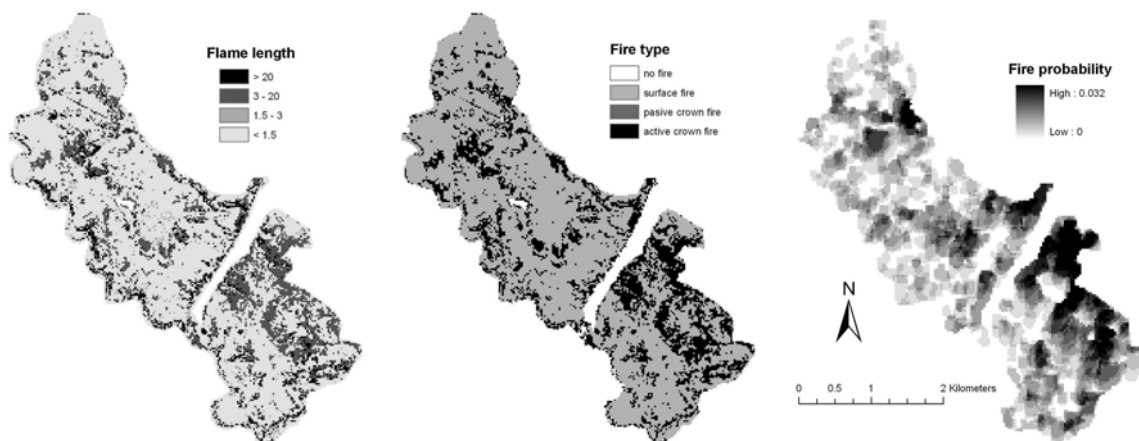 Flame length
> 20
3 - 20
1.5 - 3
< 1.5
Fire type
no fire
surface fire
pasive crown fire
active crown fire
Fire probability
High : 0.032
Low : 0
N
0 0.5 1 2 Kilometers